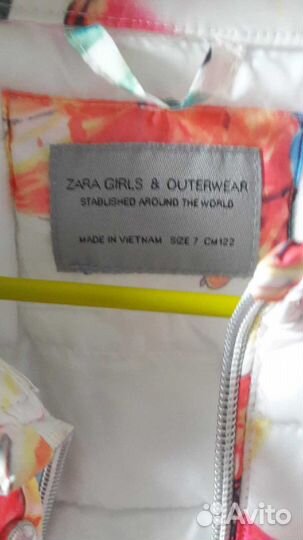 ZARA GIRLS & OUTERWEAR
STABLISHED AROUND THE WORLD
MADE IN VIETNAM SIZE 7 CM122
Avito